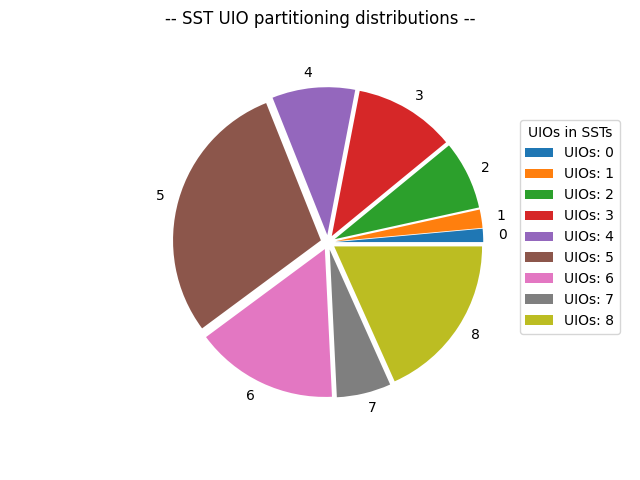 -- SST UIO partitioning distributions --
4
3
2
5
1
0
8
6
7
UIOs in SSTs
UIOs: 0
UIOs: 1
UIOs: 2
UIOs: 3
UIOs: 4
UIOs: 5
UIOs: 6
UIOs: 7
UIOs: 8